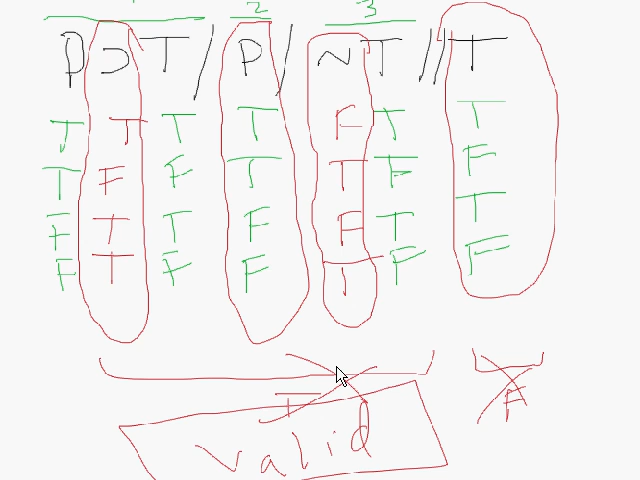 1 2 3
P ⊃ T / P / ~ T // T
T T T T F T T
T F F T T F F
F T T F F T T
F T F F T F F
T F
valid